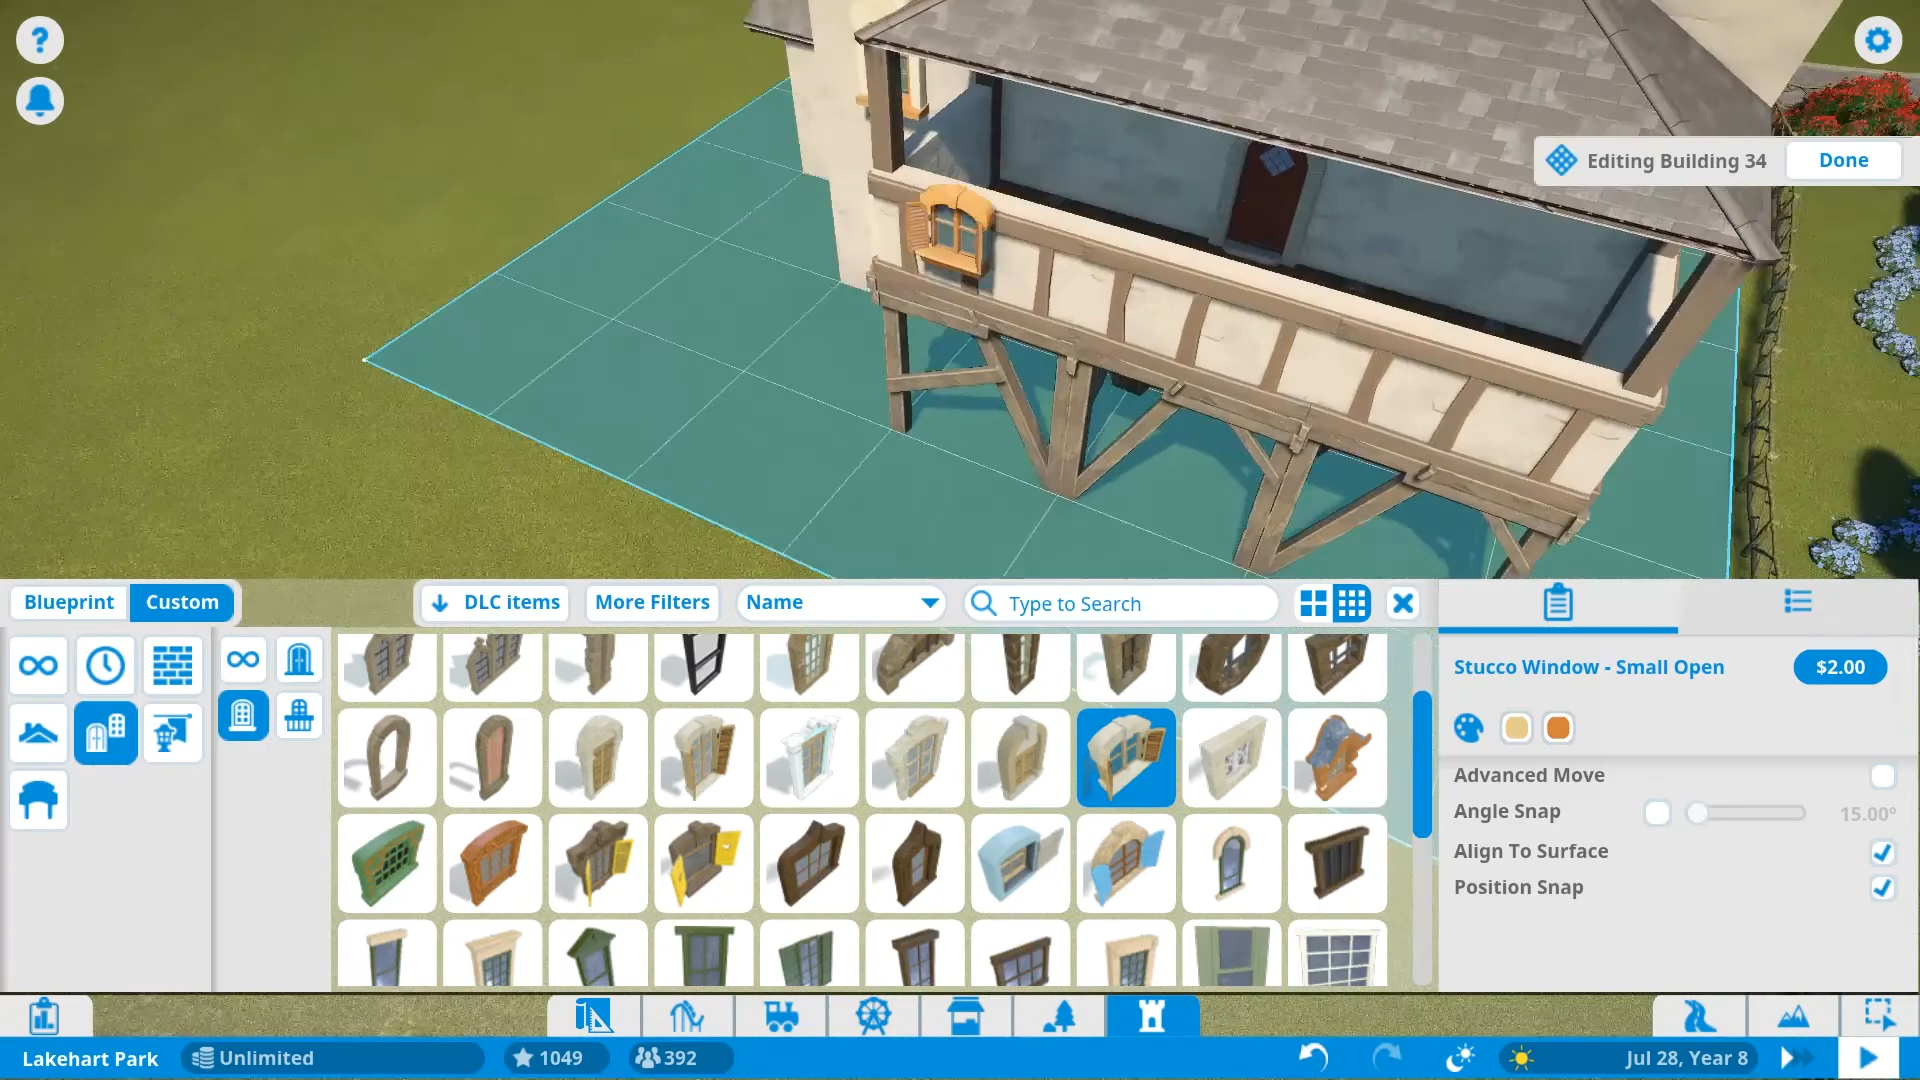 ?
Editing Building 34
Done
Blueprint
Custom
DLC items
More Filters
Name
Type to Search
Stucco Window - Small Open
$2.00
Advanced Move
Angle Snap
15.00°
Align To Surface
Position Snap
Lakehart Park
Unlimited
1049
392
Jul 28, Year 8